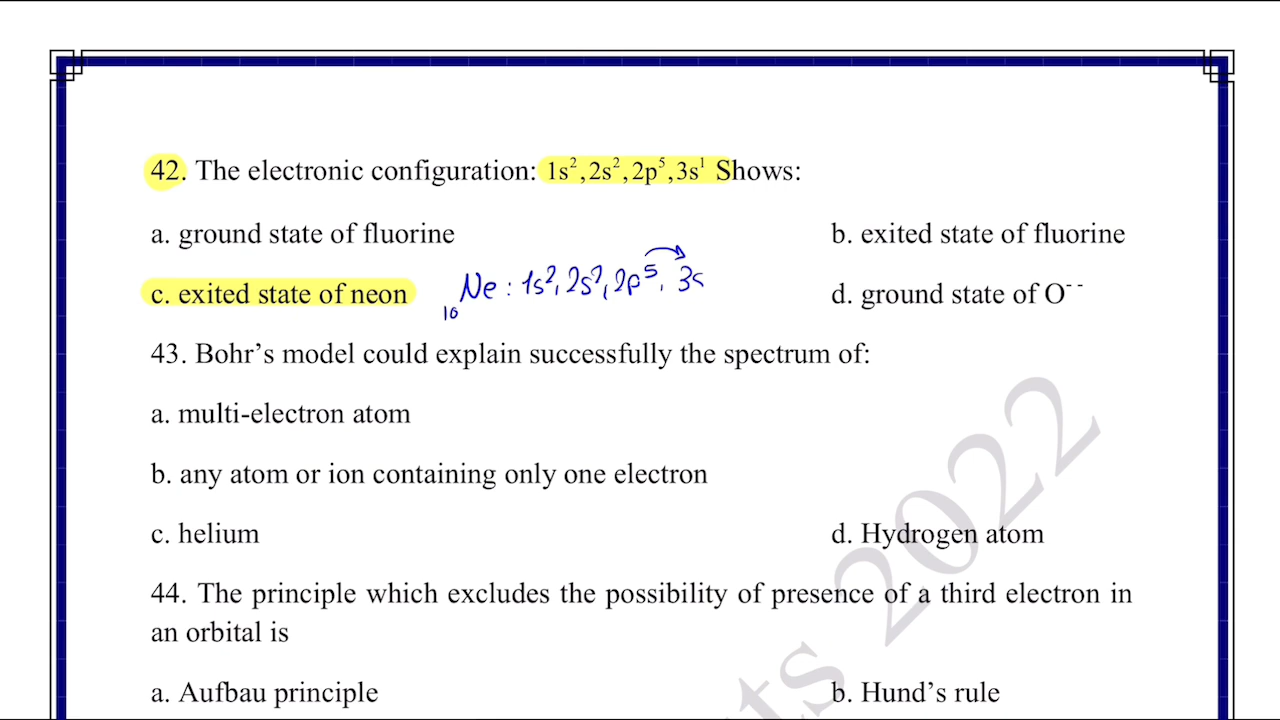 42. The electronic configuration: 1s²,2s²,2p⁵,3s¹ Shows:
a. ground state of fluorine b. exited state of fluorine
c. exited state of neon ₁₀Ne : 1s², 2s², 2p⁵, 3s d. ground state of O⁻⁻
43. Bohr’s model could explain successfully the spectrum of:
a. multi-electron atom
b. any atom or ion containing only one electron
c. helium d. Hydrogen atom
44. The principle which excludes the possibility of presence of a third electron in
an orbital is
a. Aufbau principle b. Hund’s rule
2022